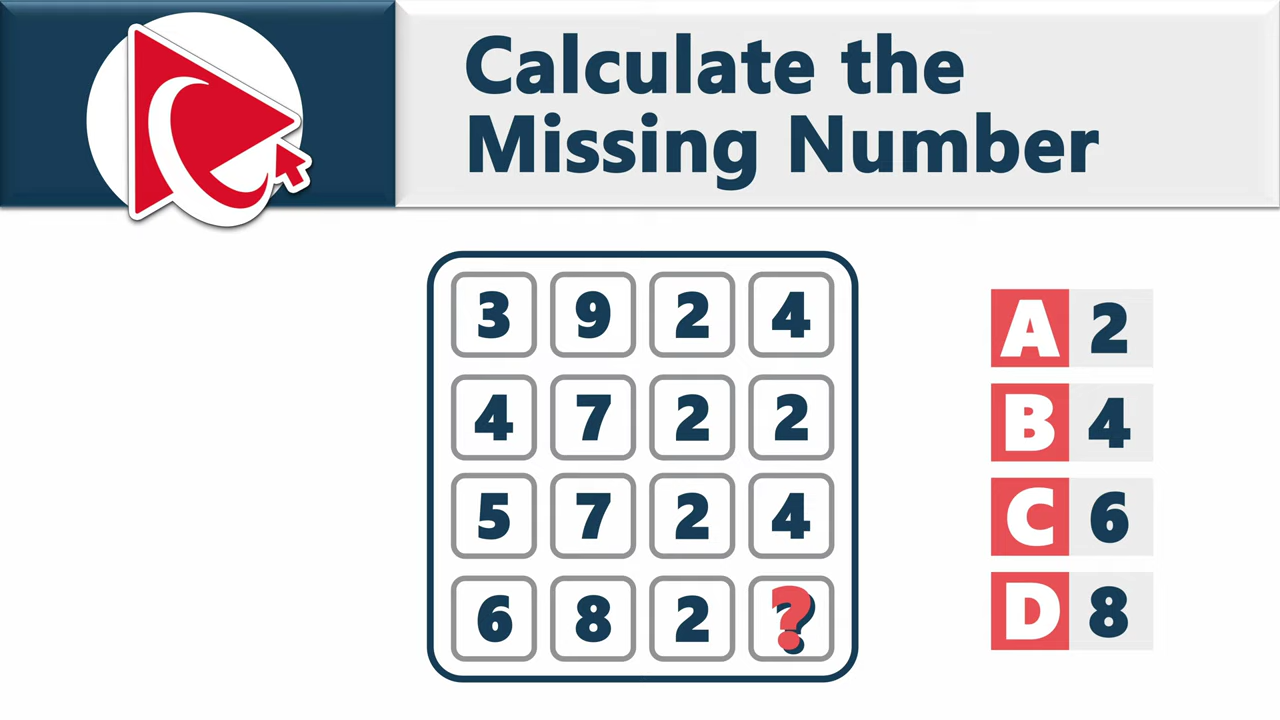 Calculate the
Missing Number
3 9 2 4
4 7 2 2
5 7 2 4
6 8 2 ?
A 2
B 4
C 6
D 8